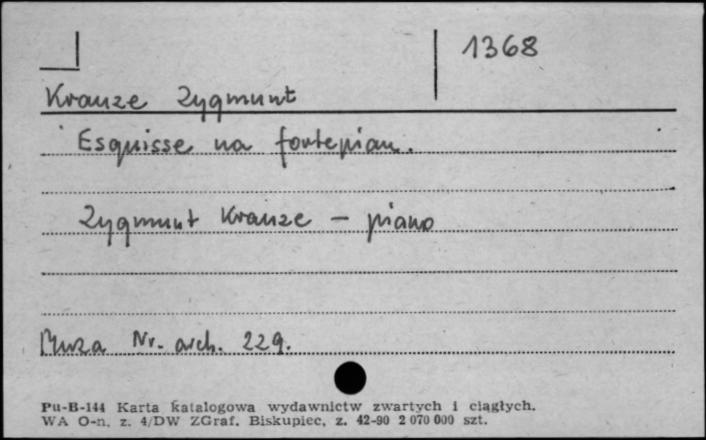 1368
Krauze Zygmunt
Esquisse na fortepian.
Zygmunt Krauze - piano
Muza Nr. arch. 229.
Pu-B-144 Karta katalogowa wydawnictw zwartych i ciągłych.
WA O-n. z. 4/DW ZGraf. Biskupiec, z. 42-90 2 070 000 szt.